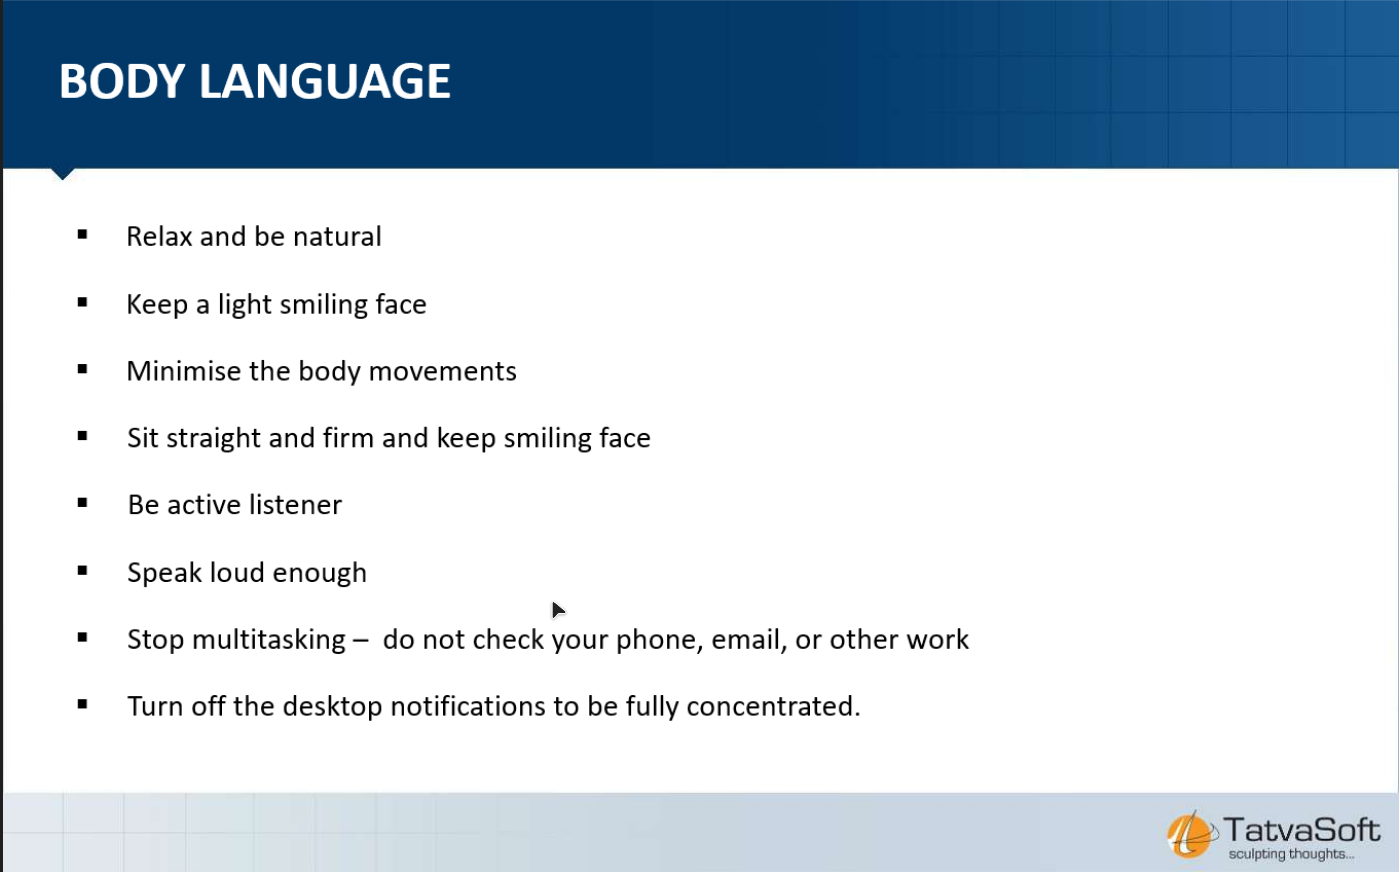 BODY LANGUAGE
▪ Relax and be natural
▪ Keep a light smiling face
▪ Minimise the body movements
▪ Sit straight and firm and keep smiling face
▪ Be active listener
▪ Speak loud enough
▪ Stop multitasking –  do not check your phone, email, or other work
▪ Turn off the desktop notifications to be fully concentrated.
TatvaSoft
sculpting thoughts...